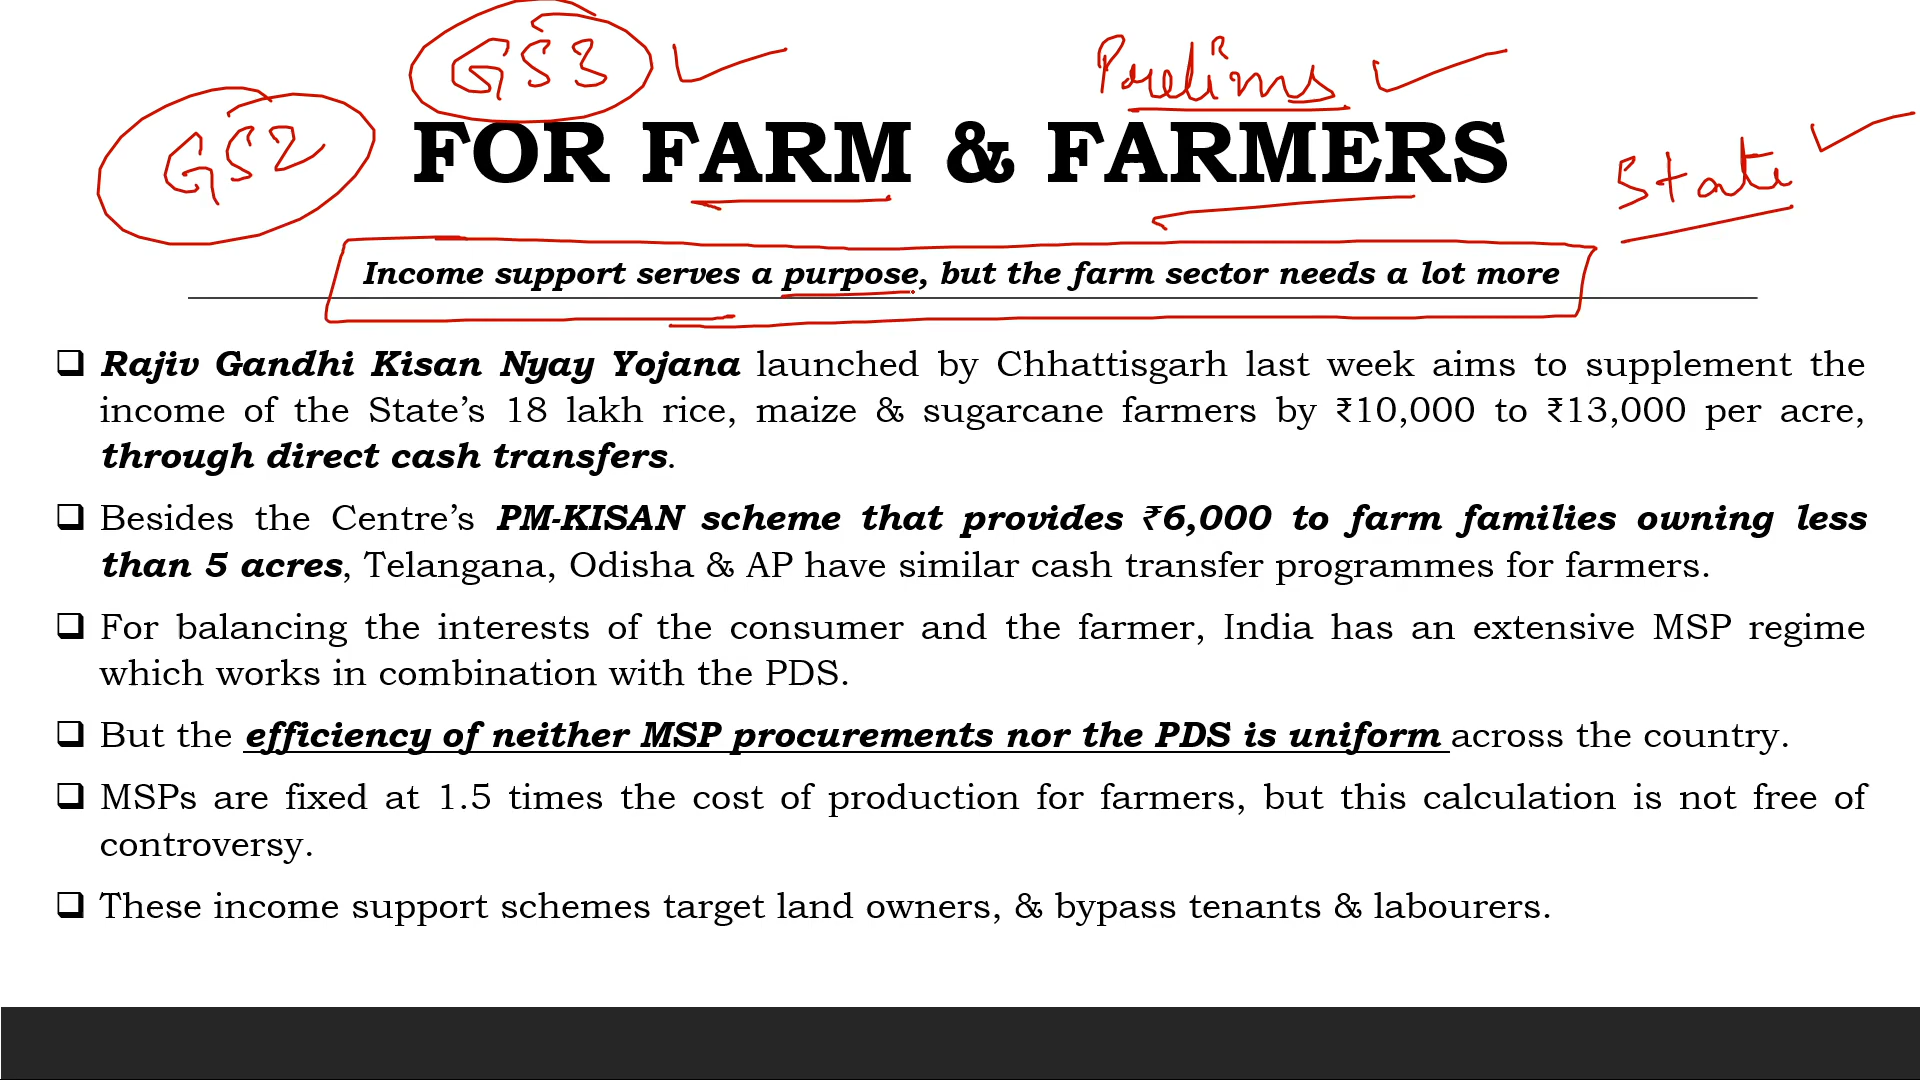 GS3
Prelims
GS2
FOR FARM & FARMERS
State
Income support serves a purpose, but the farm sector needs a lot more
❑ Rajiv Gandhi Kisan Nyay Yojana launched by Chhattisgarh last week aims to supplement the
income of the State’s 18 lakh rice, maize & sugarcane farmers by ₹10,000 to ₹13,000 per acre,
through direct cash transfers.
❑ Besides the Centre’s PM-KISAN scheme that provides ₹6,000 to farm families owning less
than 5 acres, Telangana, Odisha & AP have similar cash transfer programmes for farmers.
❑ For balancing the interests of the consumer and the farmer, India has an extensive MSP regime
which works in combination with the PDS.
❑ But the efficiency of neither MSP procurements nor the PDS is uniform across the country.
❑ MSPs are fixed at 1.5 times the cost of production for farmers, but this calculation is not free of
controversy.
❑ These income support schemes target land owners, & bypass tenants & labourers.